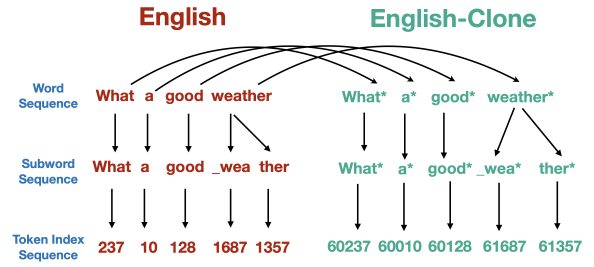 English English-Clone
Word
Sequence
What a good weather What* a* good* weather*
Subword
Sequence
What a good _wea ther What* a* good* _wea* ther*
Token Index
Sequence
237 10 128 1687 1357 60237 60010 60128 61687 61357